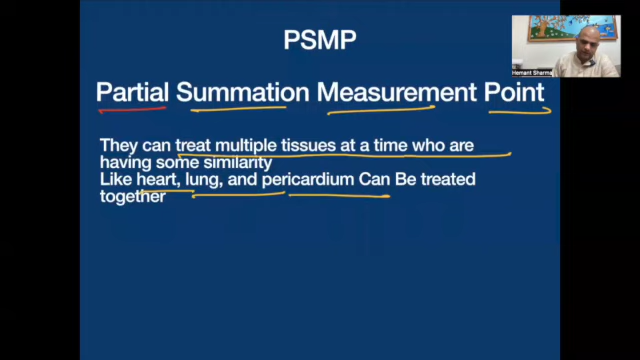 PSMP
Hemant Sharma
Partial Summation Measurement Point
They can treat multiple tissues at a time who are
having some similarity
Like heart, lung, and pericardium Can Be treated
together